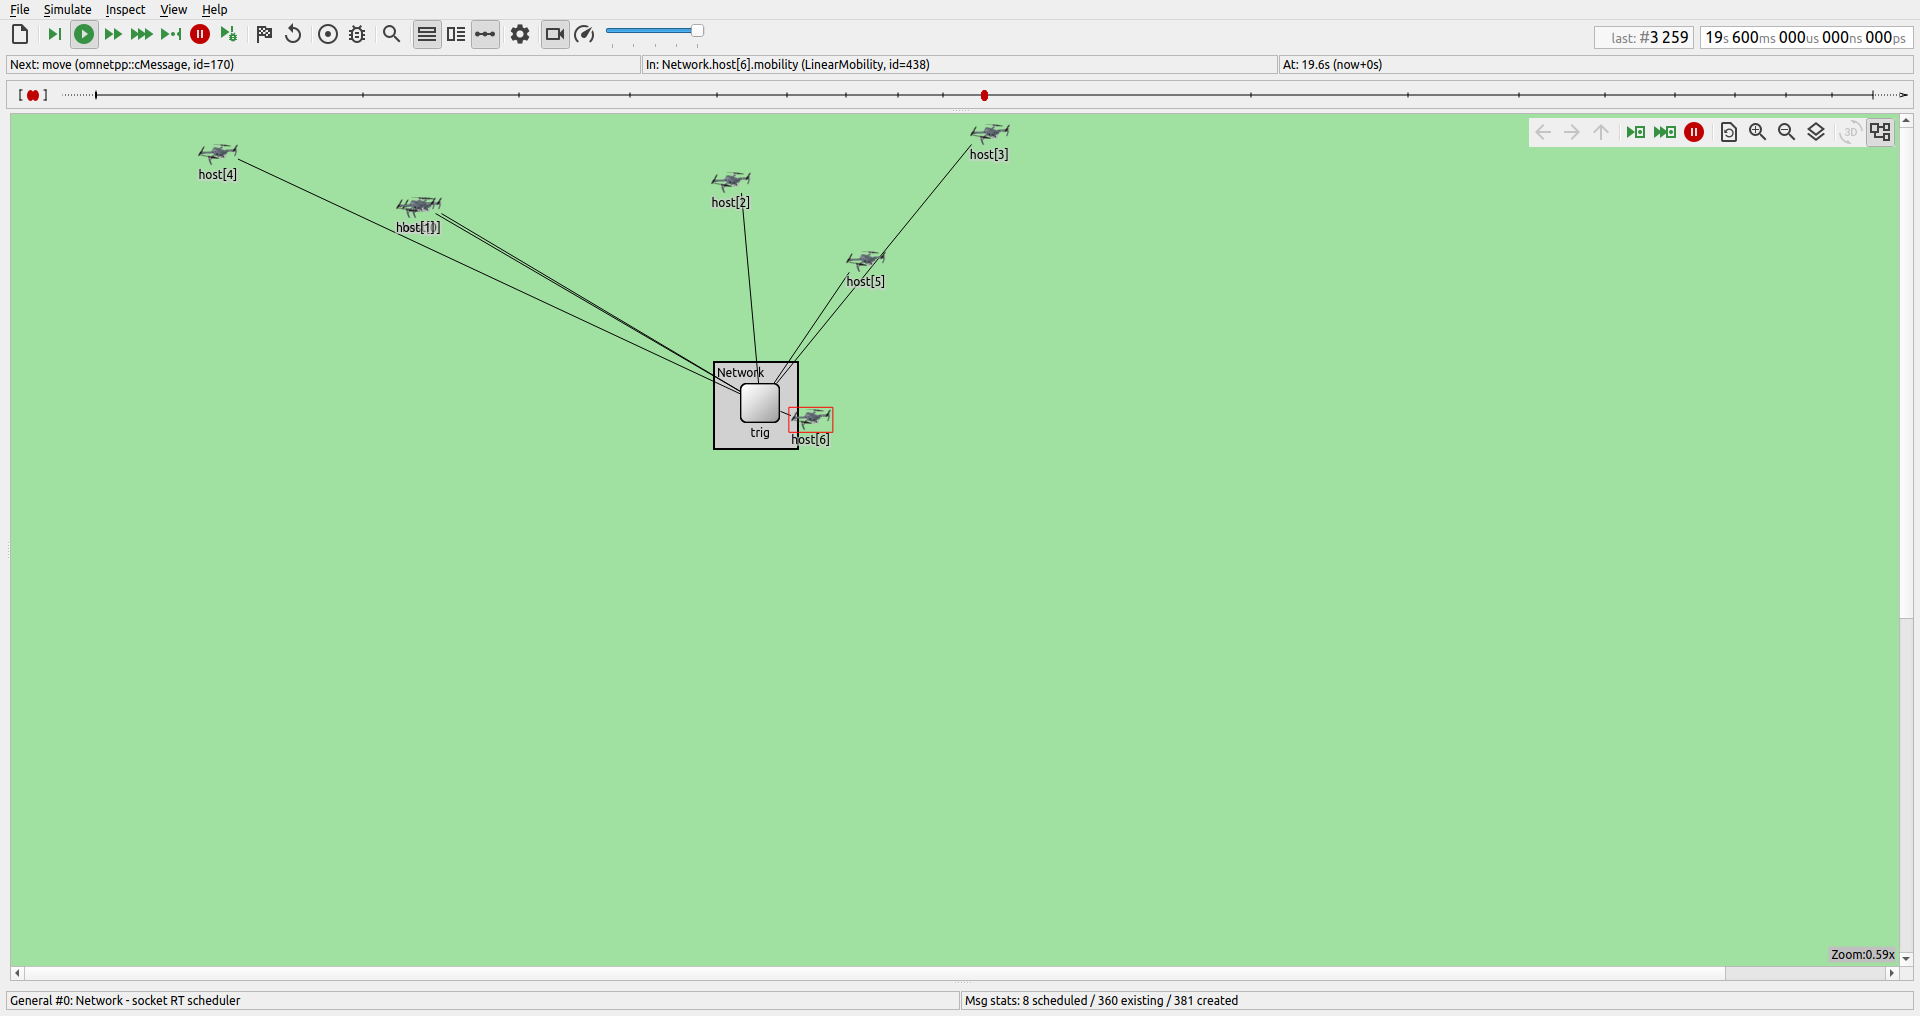 File Simulate Inspect View Help
last: #3 259 19s 600ms 000us 000ns 000ps
Next: move (omnetpp::cMessage, id=170) In: Network.host[6].mobility (LinearMobility, id=438) At: 19.6s (now+0s)
host[3]
3D
host[4]
host[2]
host[1]
host[5]
Network
trig
host[6]
Zoom:0.59x
General #0: Network - socket RT scheduler Msg stats: 8 scheduled / 360 existing / 381 created